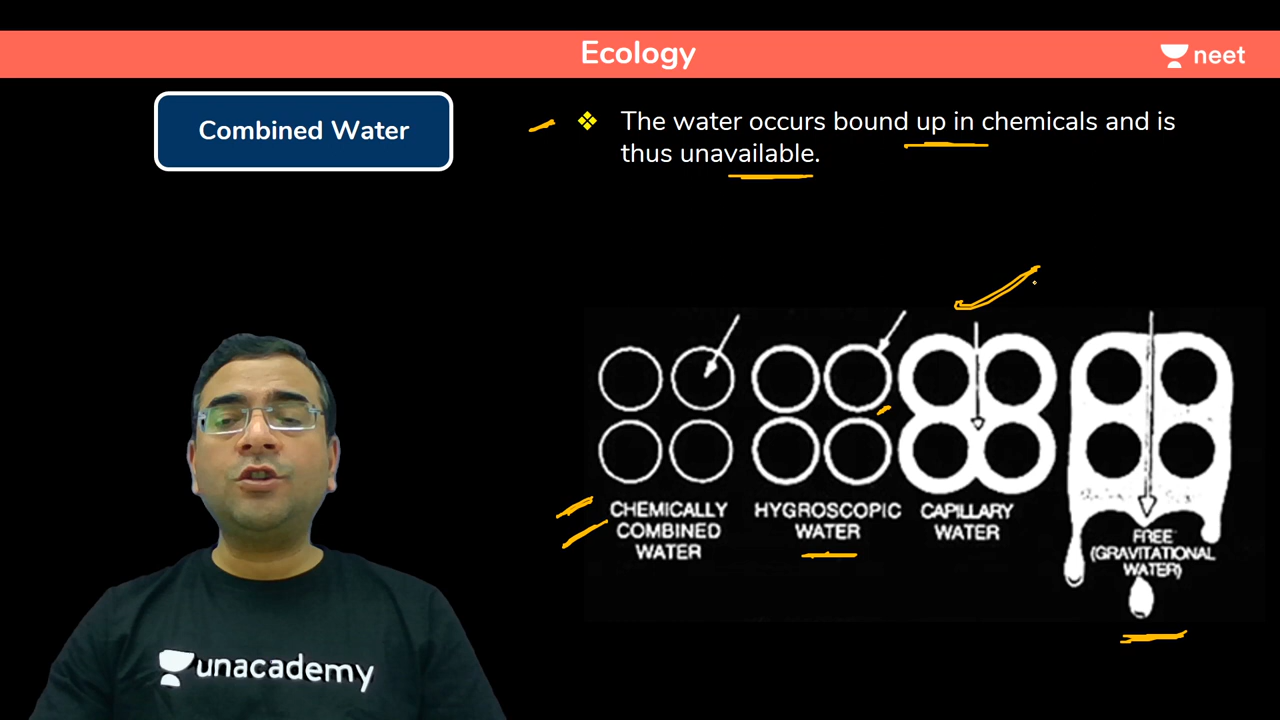 Ecology
neet
Combined Water
❖ The water occurs bound up in chemicals and is
thus unavailable.
CHEMICALLY
COMBINED
WATER
HYGROSCOPIC
WATER
CAPILLARY
WATER
FREE
(GRAVITATIONAL
WATER)
unacademy